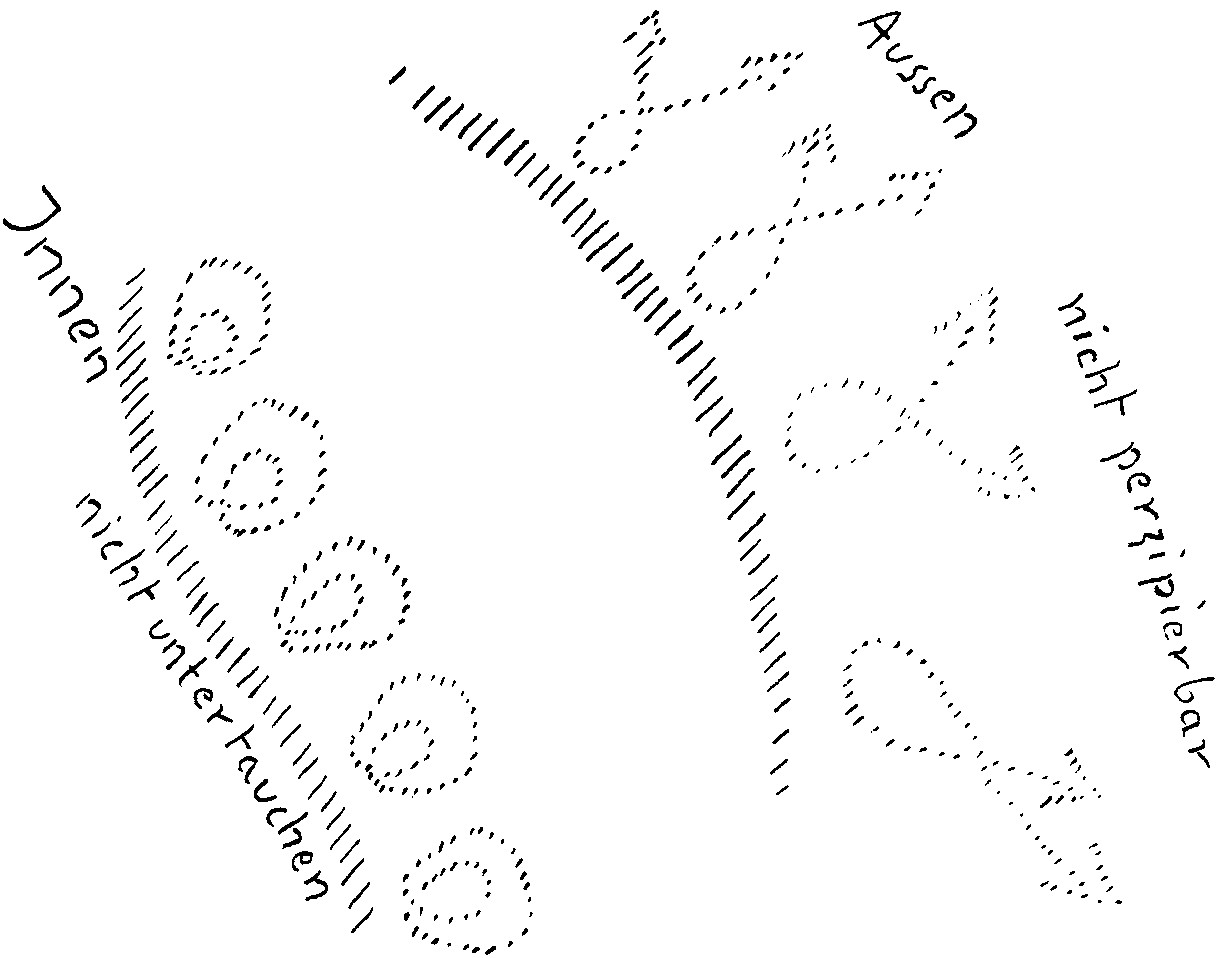 Aussen
nicht perzipierbar
Innen
nicht untertauchen